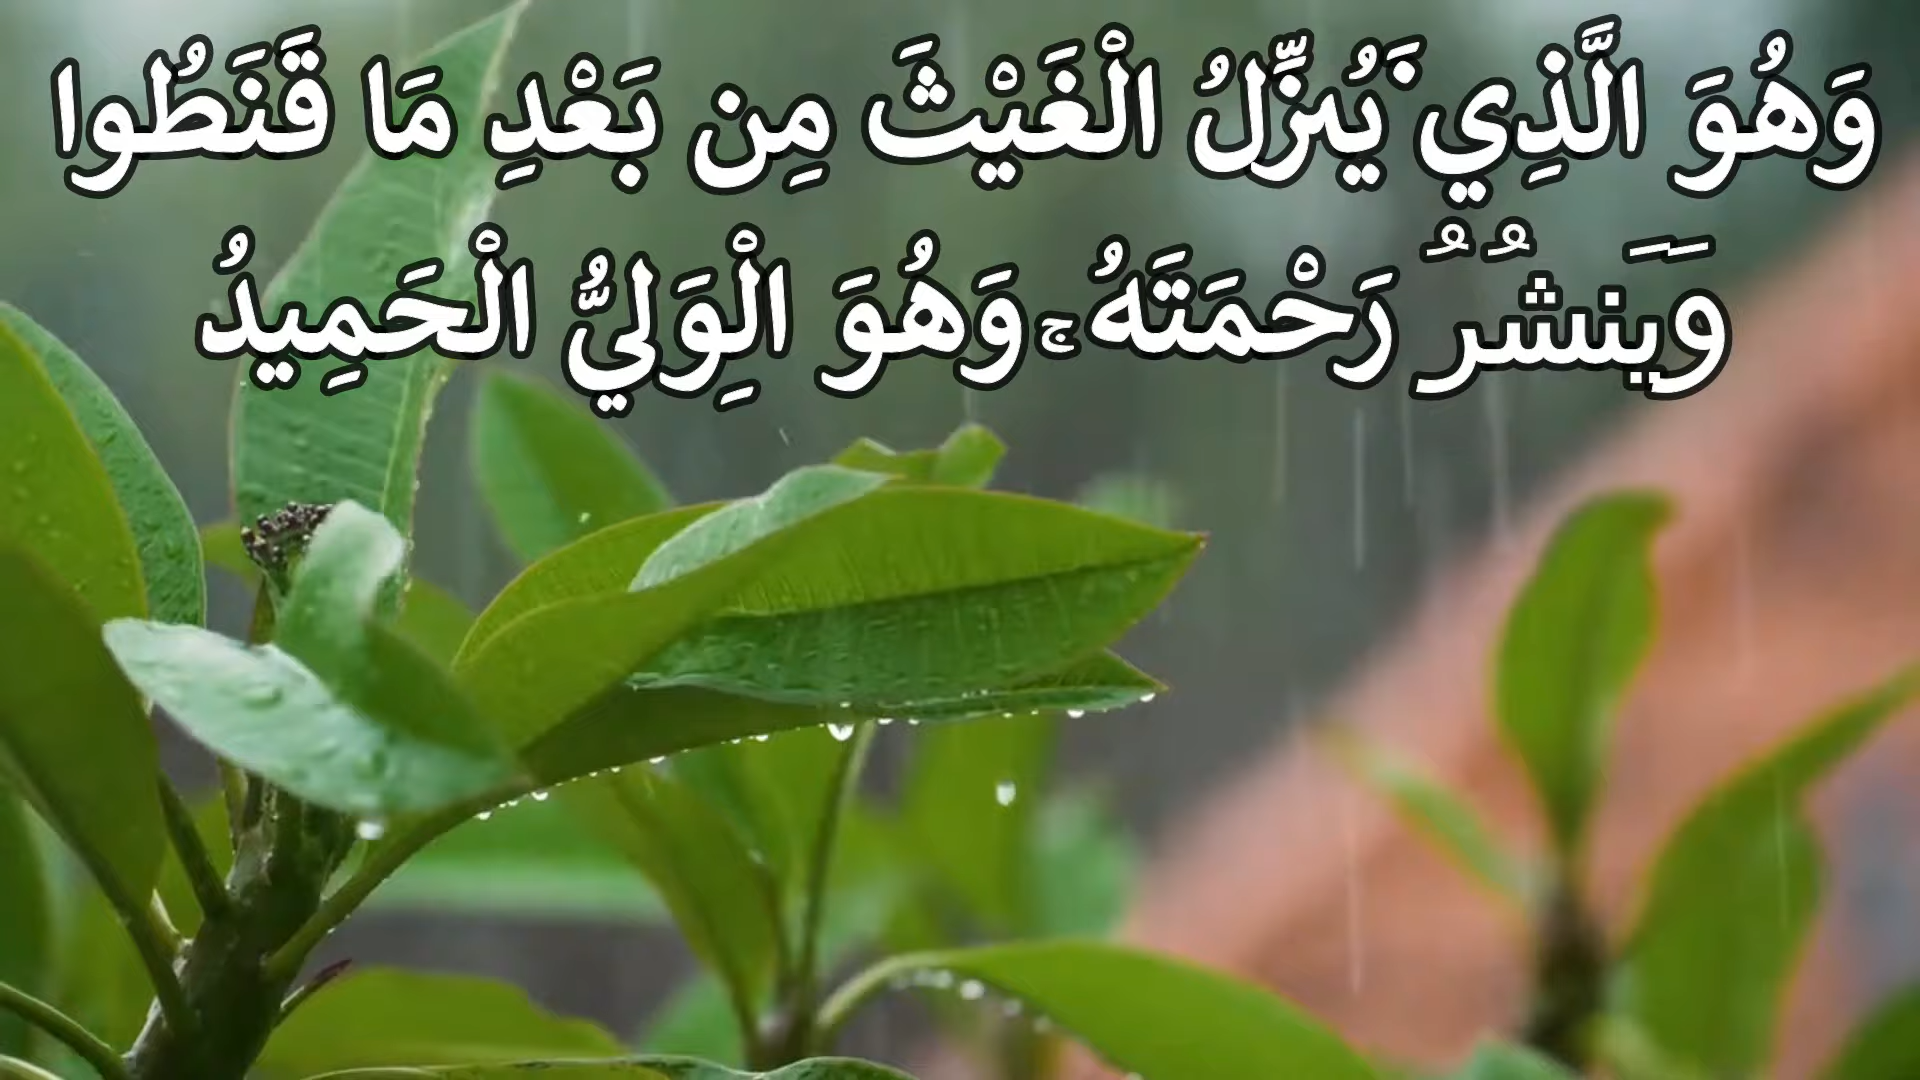 وَهُوَ الَّذِي يُنَزِّلُ الْغَيْثَ مِن بَعْدِ مَا قَنَطُوا
وَيَنشُرُ رَحْمَتَهُ ۚ وَهُوَ الْوَلِيُّ الْحَمِيدُ